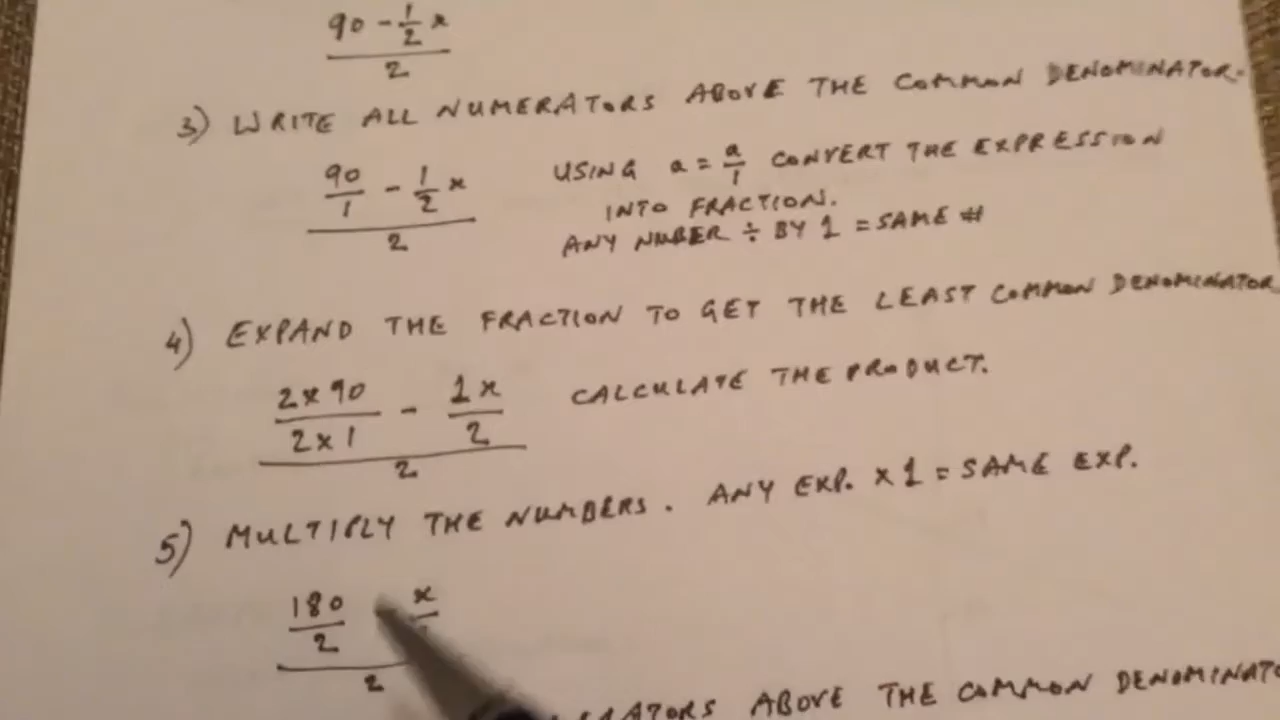 90 - 1/2 x
2
3) WRITE ALL NUMERATORS ABOVE THE COMMON DENOMINATOR.
90/1 - 1/2 x
2
USING a = a/1 CONVERT THE EXPRESSION
INTO FRACTION.
ANY NUBER ÷ BY 1 = SAME #
4) EXPAND THE FRACTION TO GET THE LEAST COMMON DENOMINATOR
2 x 90 / 2 x 1 - 1x / 2
2
CALCULATE THE PRODUCT.
5) MULTIPLY THE NUMBERS. ANY EXP. x 1 = SAME EXP.
180/2 x
2
ABOVE THE COMMON